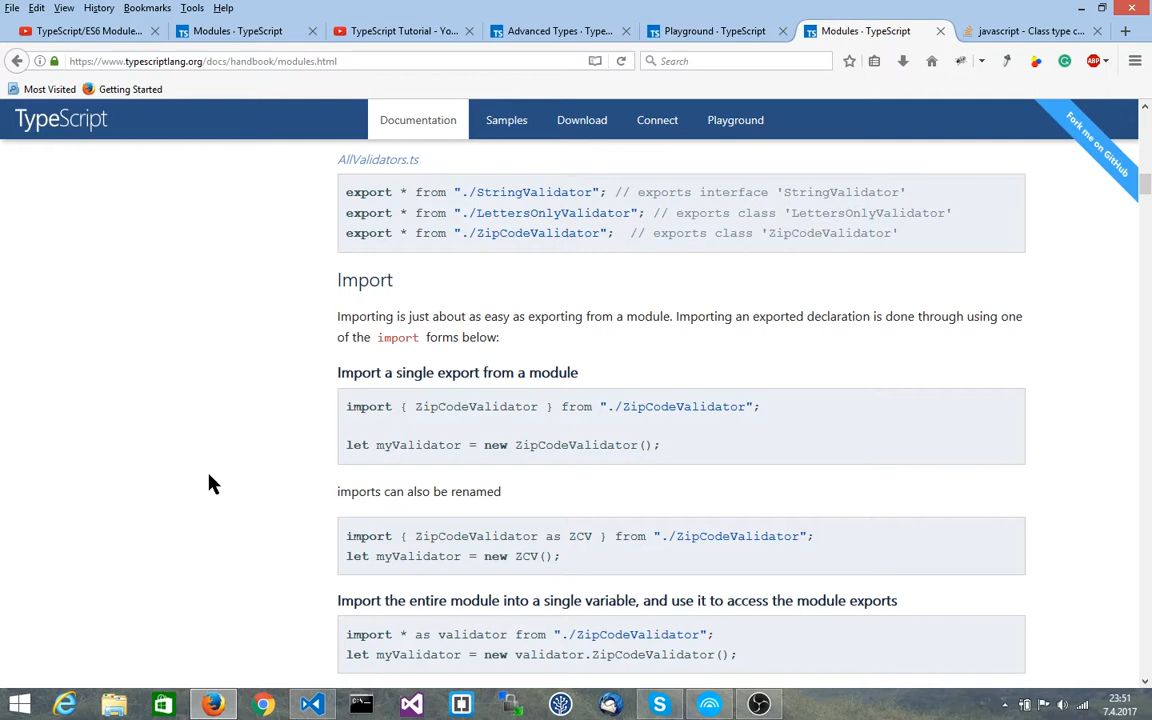 File Edit View History Bookmarks Tools Help
TypeScript/ES6 Module...
Modules · TypeScript
TypeScript Tutorial - Yo...
Advanced Types · Type...
Playground · TypeScript
Modules · TypeScript
javascript - Class type c...
https://www.typescriptlang.org/docs/handbook/modules.html
Search
ABP
Most Visited Getting Started
TypeScript
Documentation Samples Download Connect Playground
Fork me on GitHub
AllValidators.ts
export * from "./StringValidator"; // exports interface 'StringValidator'
export * from "./LettersOnlyValidator"; // exports class 'LettersOnlyValidator'
export * from "./ZipCodeValidator";  // exports class 'ZipCodeValidator'
Import
Importing is just about as easy as exporting from a module. Importing an exported declaration is done through using one
of the import forms below:
Import a single export from a module
import { ZipCodeValidator } from "./ZipCodeValidator";
let myValidator = new ZipCodeValidator();
imports can also be renamed
import { ZipCodeValidator as ZCV } from "./ZipCodeValidator";
let myValidator = new ZCV();
Import the entire module into a single variable, and use it to access the module exports
import * as validator from "./ZipCodeValidator";
let myValidator = new validator.ZipCodeValidator();
23:51
7.4.2017